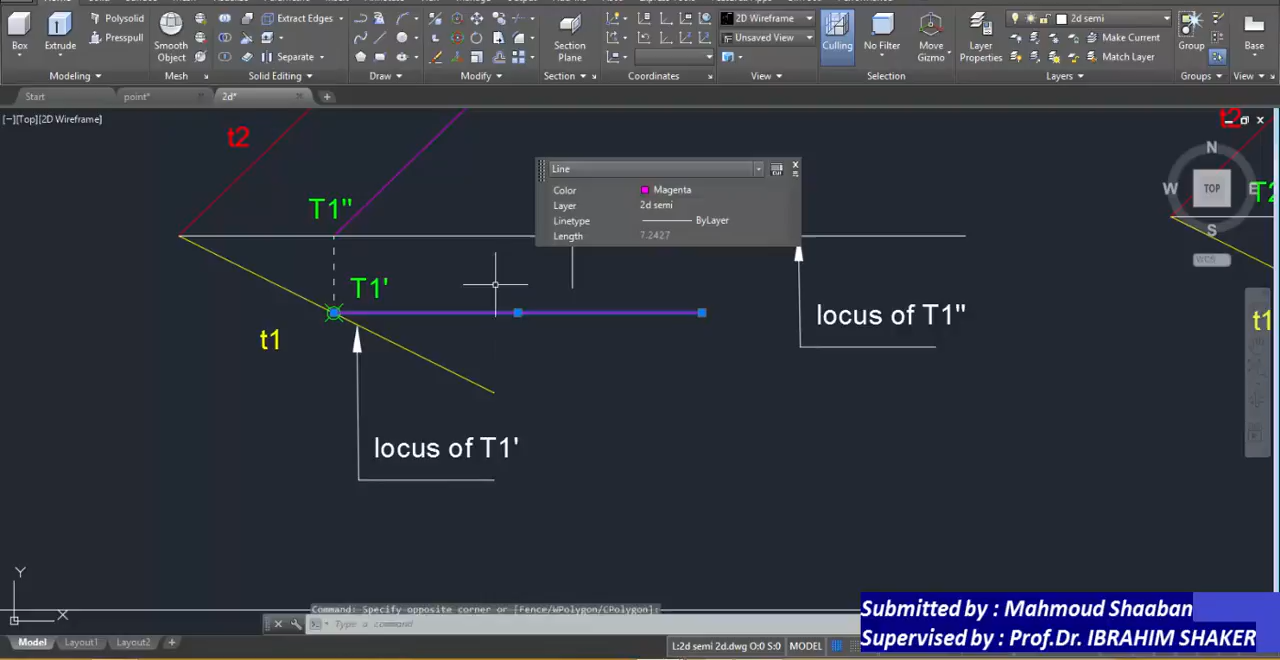 Box
Extrude
Polysolid
Presspull
Smooth
Object
Extract Edges
Separate
Section
Plane
2D Wireframe
Unsaved View
Culling
No Filter
Move
Gizmo
Layer
Properties
2d semi
Make Current
Match Layer
Group
Base
Modeling
Mesh
Solid Editing
Draw
Modify
Section
Coordinates
View
Selection
Layers
Groups
View
Start
point*
2d*
+
[−][Top][2D Wireframe]
t2
t2
N
W
TOP
E
S
WCS
T1''
Line
Color Magenta
Layer 2d semi
Linetype ByLayer
Length 7.2427
T1'
locus of T1''
t1
t1
locus of T1'
Y
X
Command: Specify opposite corner or [Fence/WPolygon/CPolygon]:
Type a command
Submitted by : Mahmoud Shaaban
Supervised by : Prof.Dr. IBRAHIM SHAKER
Model
Layout1
Layout2
+
L:2d semi 2d.dwg O:0 S:0
MODEL